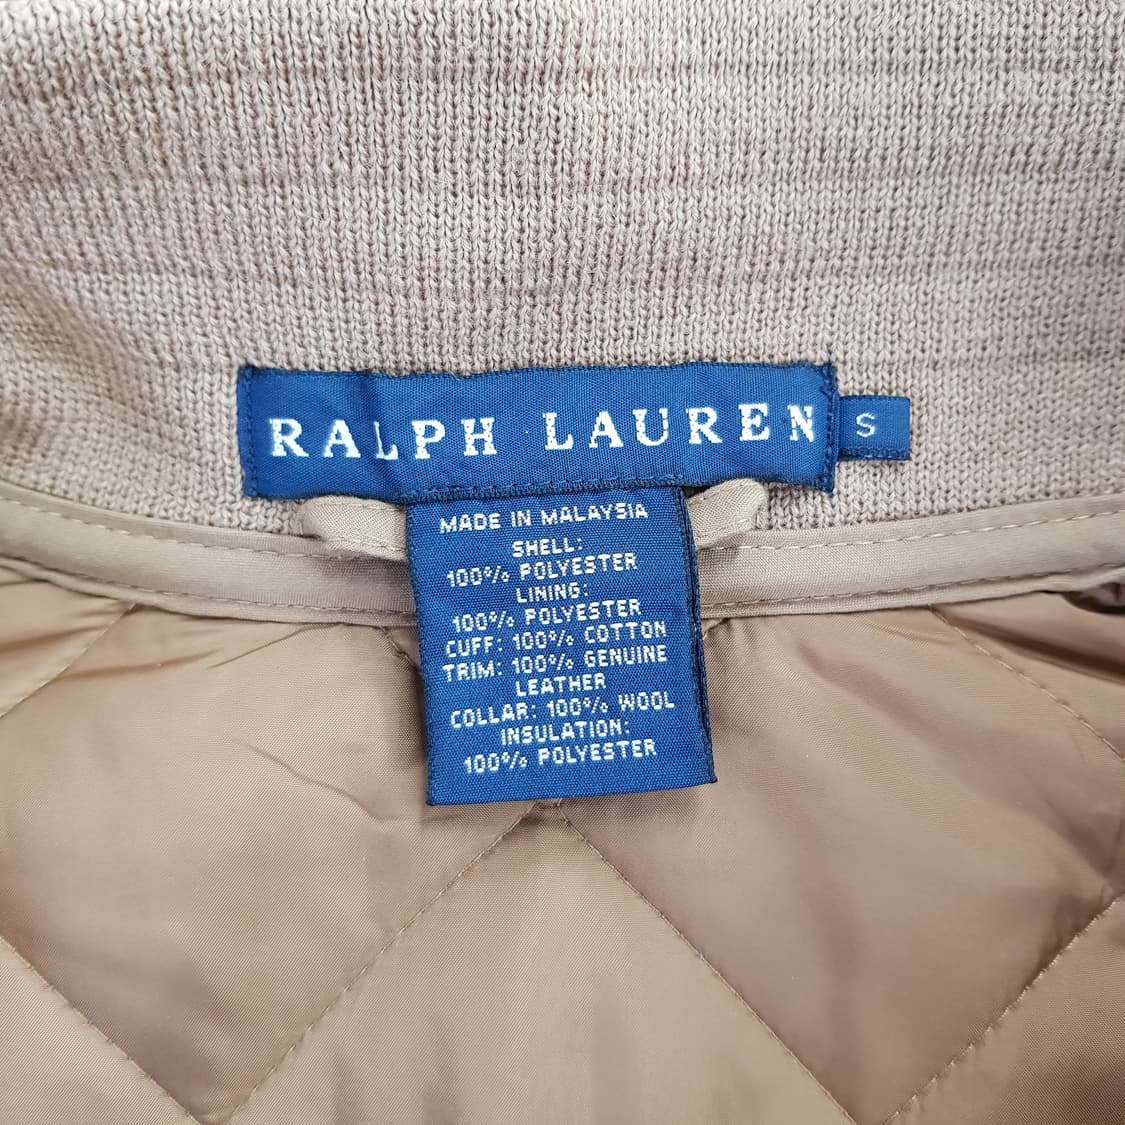 RALPH LAUREN
S
MADE IN MALAYSIA
SHELL:
100% POLYESTER
LINING:
100% POLYESTER
CUFF: 100% COTTON
TRIM: 100% GENUINE
LEATHER
COLLAR: 100% WOOL
INSULATION:
100% POLYESTER